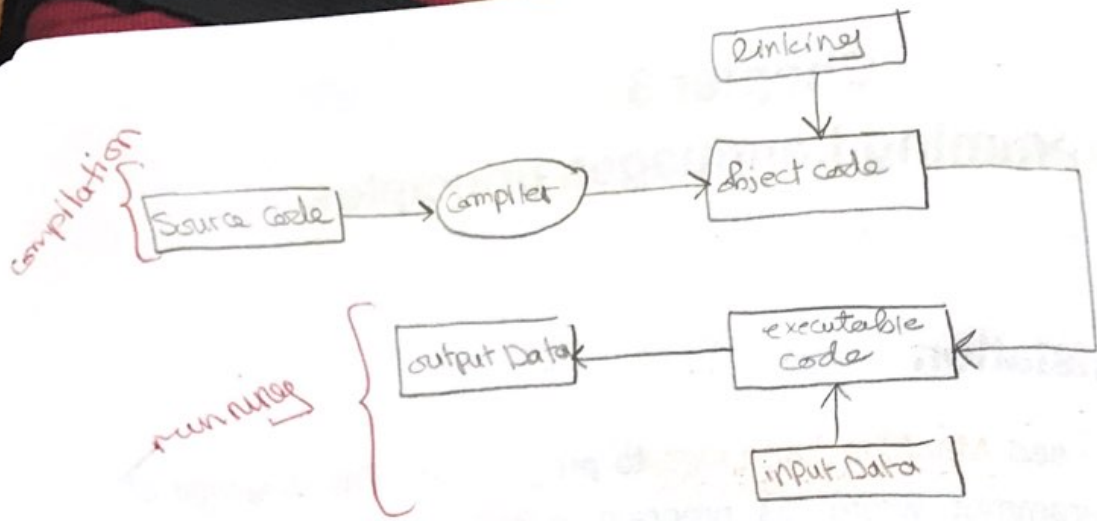 linking
compilation
Source code
compiler
object code
output Data
executable
code
running
input Data